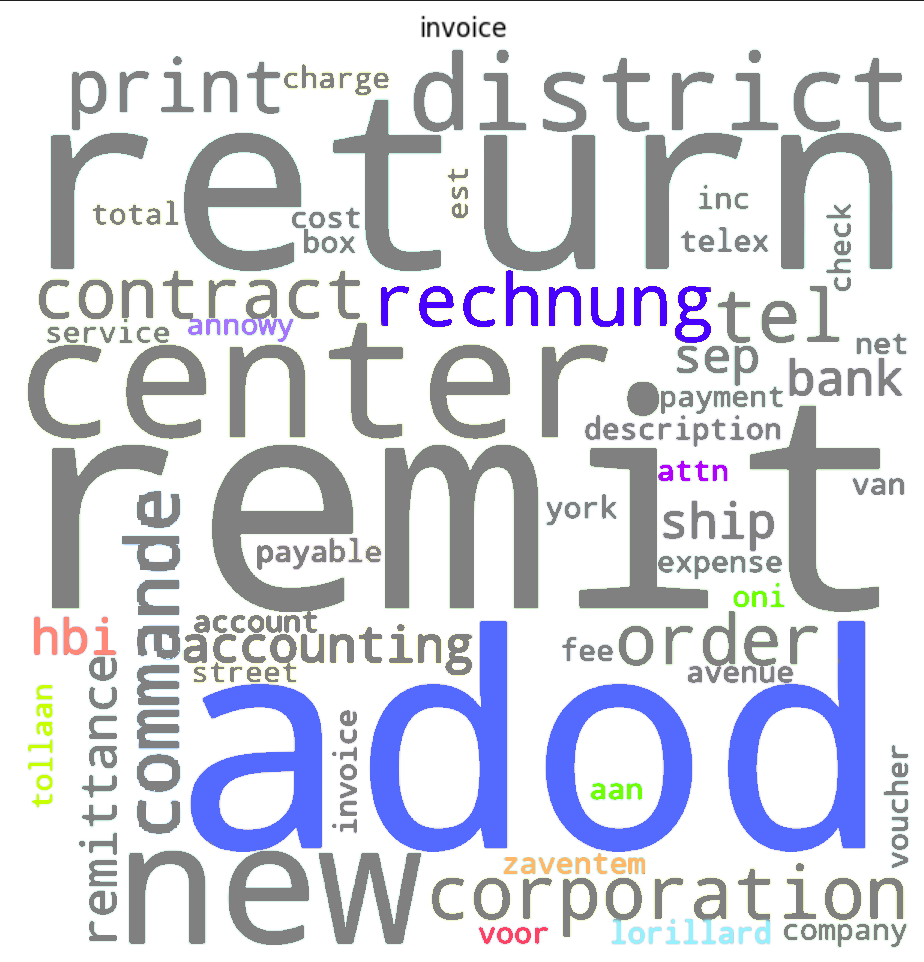 invoice
print
charge
district
return
total
cost
box
est
inc
telex
check
contract
rechnung
tel
service
annowy
net
center
sep
bank
payment
description
remit
attn
van
york
ship
payable
expense
commande
oni
hbi
account
accounting
fee
order
street
avenue
remittance
tollaan
adod
invoice
aan
voucher
new
zaventem
corporation
voor
lorillard
company